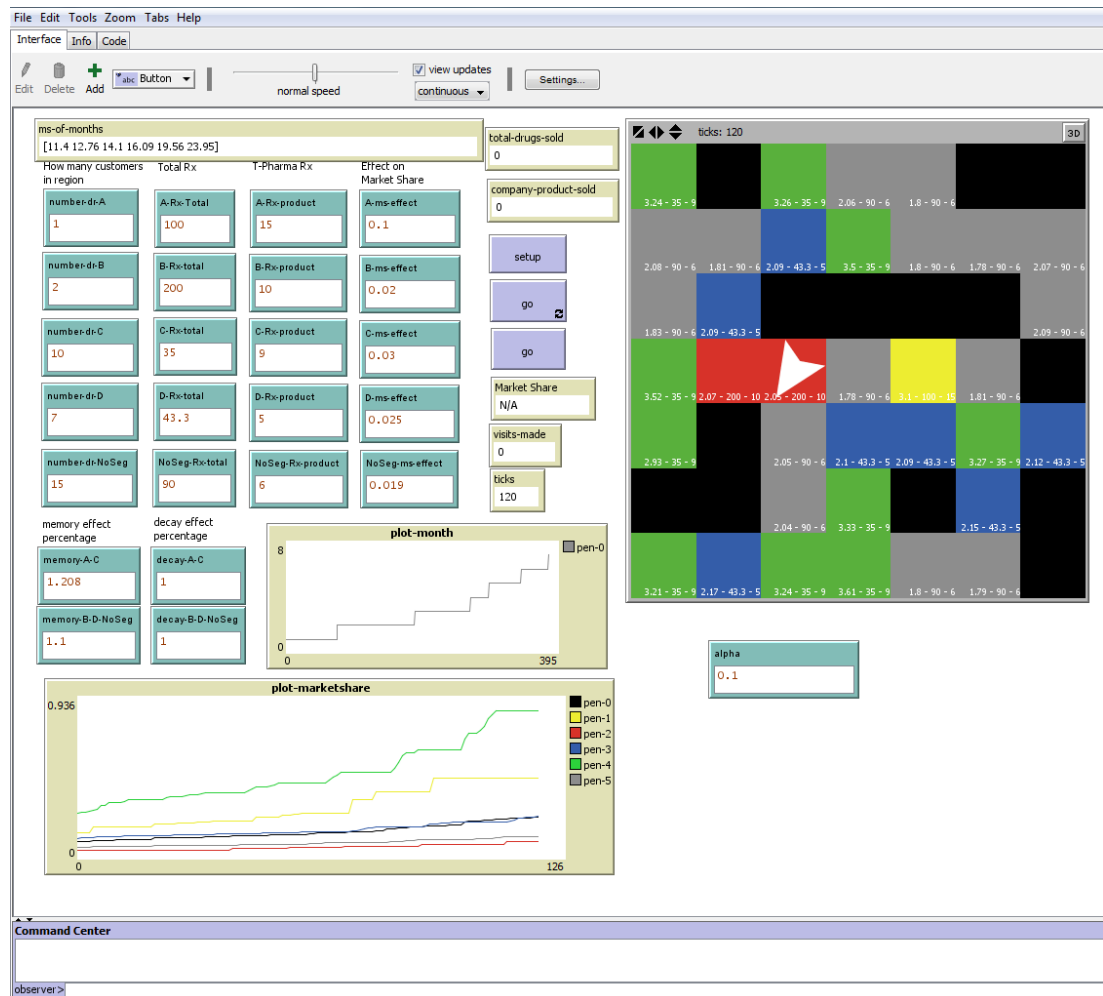 File Edit Tools Zoom Tabs Help
Interface Info Code
Edit Delete Add abc Button normal speed view updates continuous Settings...
ms-of-months
[11.4 12.76 14.1 16.09 19.56 23.95]
How many customers in region
Total Rx
T-Pharma Rx
Effect on Market Share
number-dr-A
1
A-Rx-Total
100
A-Rx-product
15
A-ms-effect
0.1
number-dr-B
2
B-Rx-total
200
B-Rx-product
10
B-ms-effect
0.02
number-dr-C
10
C-Rx-total
35
C-Rx-product
9
C-ms-effect
0.03
number-dr-D
7
D-Rx-total
43.3
D-Rx-product
5
D-ms-effect
0.025
number-dr-NoSeg
15
NoSeg-Rx-total
90
NoSeg-Rx-product
6
NoSeg-ms-effect
0.019
memory effect
percentage
decay effect
percentage
memory-A-C
1.208
decay-A-C
1
memory-B-D-NoSeg
1.1
decay-B-D-NoSeg
1
total-drugs-sold
0
company-product-sold
0
setup
go
go
Market Share
N/A
visits-made
0
ticks
120
plot-month
8
0
0 395
pen-0
plot-marketshare
0.936
0
0 126
pen-0
pen-1
pen-2
pen-3
pen-4
pen-5
ticks: 120 3D
3.24 - 35 - 9 3.26 - 35 - 9 2.06 - 90 - 6 1.8 - 90 - 6
2.08 - 90 - 6 1.81 - 90 - 6 2.09 - 43.3 - 5 3.5 - 35 - 9 1.8 - 90 - 6 1.78 - 90 - 6 2.07 - 90 - 6
1.83 - 90 - 6 2.09 - 43.3 - 5 2.09 - 90 - 6
3.52 - 35 - 9 2.07 - 200 - 10 2.05 - 200 - 10 1.78 - 90 - 6 3.1 - 100 - 15 1.81 - 90 - 6
2.93 - 35 - 9 2.05 - 90 - 6 2.1 - 43.3 - 5 2.09 - 43.3 - 5 3.27 - 35 - 9 2.12 - 43.3 - 5
2.04 - 90 - 6 3.33 - 35 - 9 2.15 - 43.3 - 5
3.21 - 35 - 9 2.17 - 43.3 - 5 3.24 - 35 - 9 3.61 - 35 - 9 1.8 - 90 - 6 1.79 - 90 - 6
alpha
0.1
Command Center
observer>